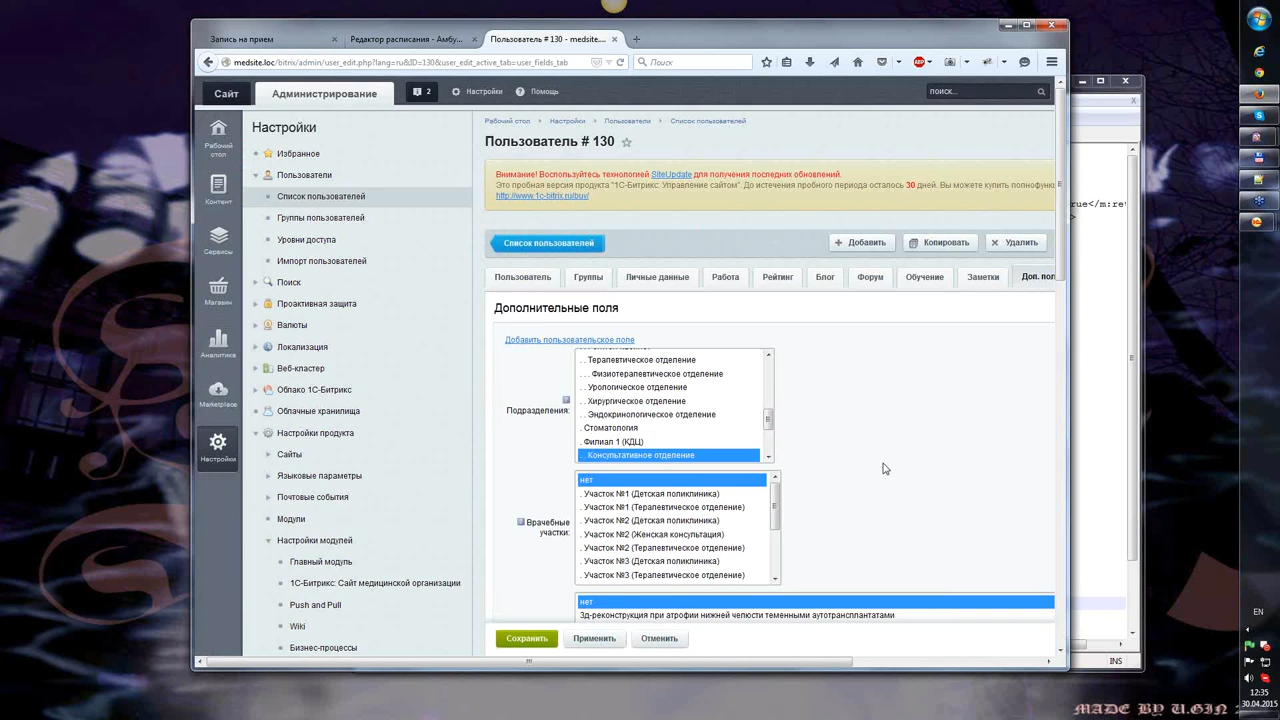 Запись на прием
Редактор расписания - Амбу...
Пользователь # 130 - medsite....
medsite.loc/bitrix/admin/user_edit.php?lang=ru&ID=130&user_edit_active_tab=user_fields_tab
Поиск
ABP
Сайт
Администрирование
2
Настройки
Помощь
поиск...
Рабочий стол
Контент
Сервисы
Магазин
Аналитика
Marketplace
Настройки
Настройки
Избранное
Пользователи
Список пользователей
Группы пользователей
Уровни доступа
Импорт пользователей
Поиск
Проактивная защита
Валюты
Локализация
Веб-кластер
Облако 1С-Битрикс
Облачные хранилища
Настройки продукта
Сайты
Языковые параметры
Почтовые события
Модули
Настройки модулей
Главный модуль
1С-Битрикс: Сайт медицинской организации
Push and Pull
Wiki
Бизнес-процессы
Рабочий стол
Настройки
Пользователи
Список пользователей
Пользователь # 130
Внимание! Воспользуйтесь технологией SiteUpdate для получения последних обновлений.
Это пробная версия продукта "1С-Битрикс: Управление сайтом". До истечения пробного периода осталось 30 дней. Вы можете купить полнофунк
http://www.1c-bitrix.ru/buy/
Список пользователей
Добавить
Копировать
Удалить
Пользователь
Группы
Личные данные
Работа
Рейтинг
Блог
Форум
Обучение
Заметки
Доп. пол
Дополнительные поля
Добавить пользовательское поле
Подразделения:
. . Терапевтическое отделение
. . . Физиотерапевтическое отделение
. . Урологическое отделение
. . Хирургическое отделение
. . Эндокринологическое отделение
. Стоматология
. Филиал 1 (КДЦ)
. . Консультативное отделение
Врачебные участки:
нет
. Участок №1 (Детская поликлиника)
. Участок №1 (Терапевтическое отделение)
. Участок №2 (Детская поликлиника)
. Участок №2 (Женская консультация)
. Участок №2 (Терапевтическое отделение)
. Участок №3 (Детская поликлиника)
. Участок №3 (Терапевтическое отделение)
нет
3д-реконструкция при атрофии нижней челюсти теменными аутотрансплантатами
Сохранить
Применить
Отменить
rue</m:re
>
INS
EN
12:35
30.04.2015
MADE BY U.GIN